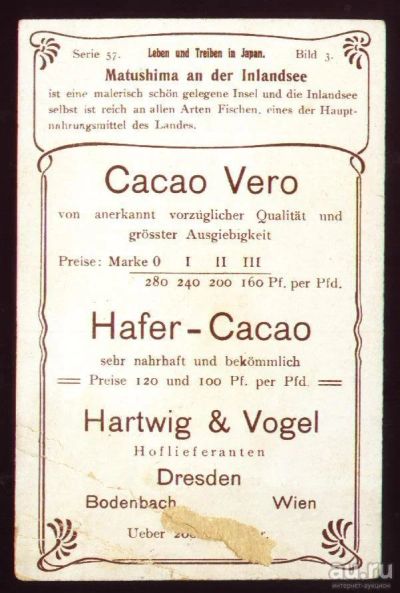 Serie 57. Leben und Treiben in Japan. Bild 3.
Matushima an der Inlandsee
ist eine malerisch schön gelegene Insel und die Inlandsee
selbst ist reich an allen Arten Fischen, eines der Haupt-
nahrungsmittel des Landes.
Cacao Vero
von anerkannt vorzüglicher Qualität und
grösster Ausgiebigkeit
Preise: Marke 0 I II III
280 240 200 160 Pf. per Pfd.
Hafer-Cacao
sehr nahrhaft und bekömmlich
Preise 120 und 100 Pf. per Pfd.
Hartwig & Vogel
Hoflieferanten
Dresden
Bodenbach Wien
Ueber
au.ru
интернет-аукцион